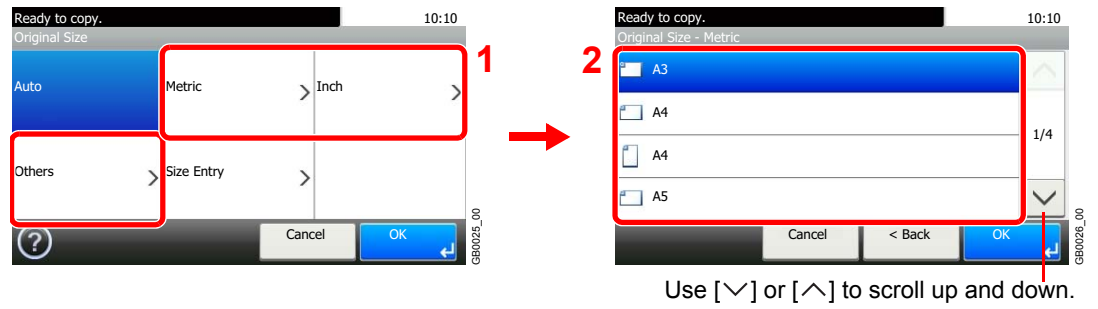 Ready to copy. 10:10
Original Size
1
Auto
Metric
Inch
Others
Size Entry
?
Cancel
OK
GB0025_00
Ready to copy. 10:10
Original Size - Metric
2
A3
A4
A4
A5
1/4
Cancel
< Back
OK
GB0026_00
Use [∨] or [∧] to scroll up and down.